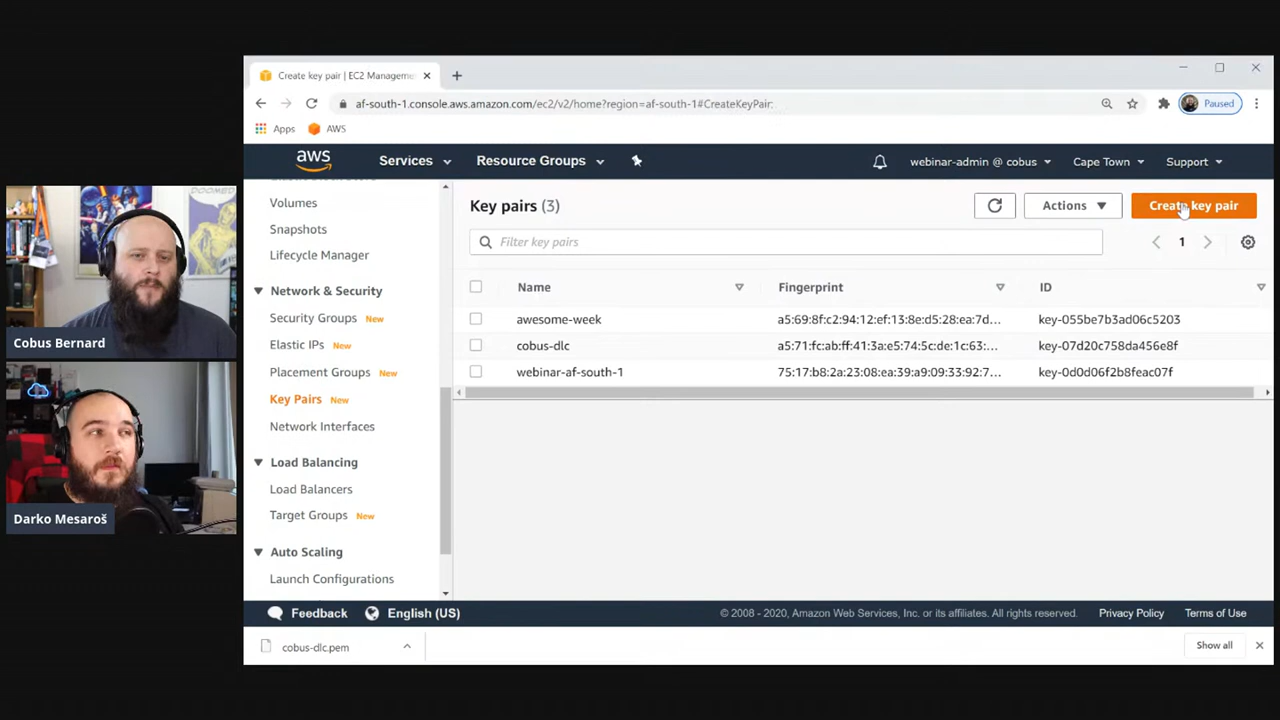 Create key pair | EC2 Manageme
af-south-1.console.aws.amazon.com/ec2/v2/home?region=af-south-1#CreateKeyPair:
Paused
Apps
AWS
aws
Services
Resource Groups
webinar-admin @ cobus
Cape Town
Support
Volumes
Snapshots
Lifecycle Manager
Network & Security
Security Groups New
Elastic IPs New
Placement Groups New
Key Pairs New
Network Interfaces
Load Balancing
Load Balancers
Target Groups New
Auto Scaling
Launch Configurations
Key pairs (3)
Actions
Create key pair
Filter key pairs
1
Name Fingerprint ID
awesome-week a5:69:8f:c2:94:12:ef:13:8e:d5:28:ea:7d... key-055be7b3ad06c5203
cobus-dlc a5:71:fc:ab:ff:41:3a:e5:74:5c:de:1c:63:... key-07d20c758da456e8f
webinar-af-south-1 75:17:b8:2a:23:08:ea:39:a9:09:33:92:7... key-0d0d06f2b8feac07f
Feedback
English (US)
© 2008 - 2020, Amazon Web Services, Inc. or its affiliates. All rights reserved.
Privacy Policy
Terms of Use
cobus-dlc.pem
Show all
Cobus Bernard
Darko Mesaroš